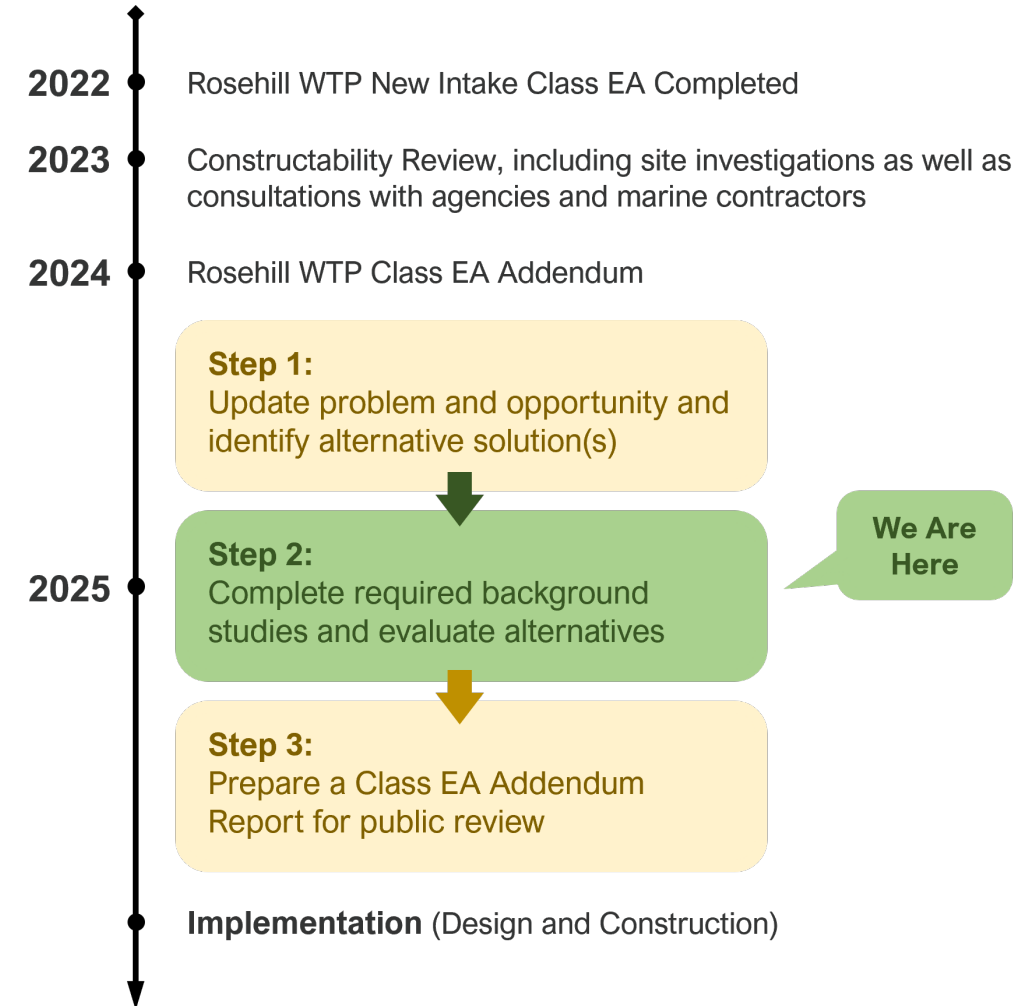 2022
Rosehill WTP New Intake Class EA Completed
2023
Constructability Review, including site investigations as well as
consultations with agencies and marine contractors
2024
Rosehill WTP Class EA Addendum
Step 1:
Update problem and opportunity and
identify alternative solution(s)
2025
Step 2:
Complete required background
studies and evaluate alternatives
We Are
Here
Step 3:
Prepare a Class EA Addendum
Report for public review
Implementation (Design and Construction)